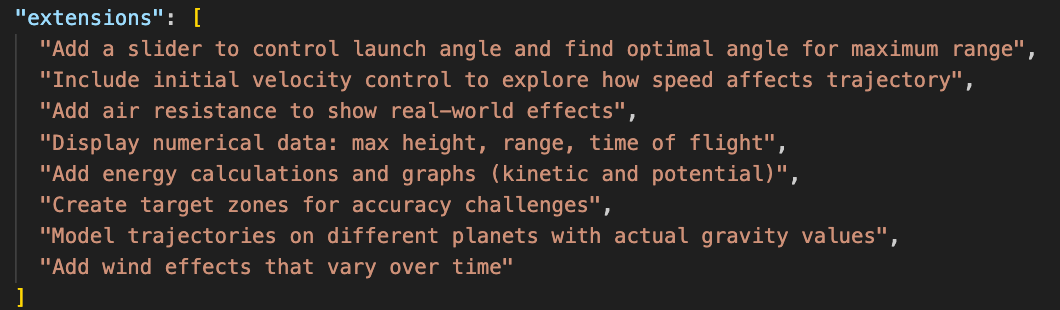 "extensions": [
"Add a slider to control launch angle and find optimal angle for maximum range",
"Include initial velocity control to explore how speed affects trajectory",
"Add air resistance to show real-world effects",
"Display numerical data: max height, range, time of flight",
"Add energy calculations and graphs (kinetic and potential)",
"Create target zones for accuracy challenges",
"Model trajectories on different planets with actual gravity values",
"Add wind effects that vary over time"
]